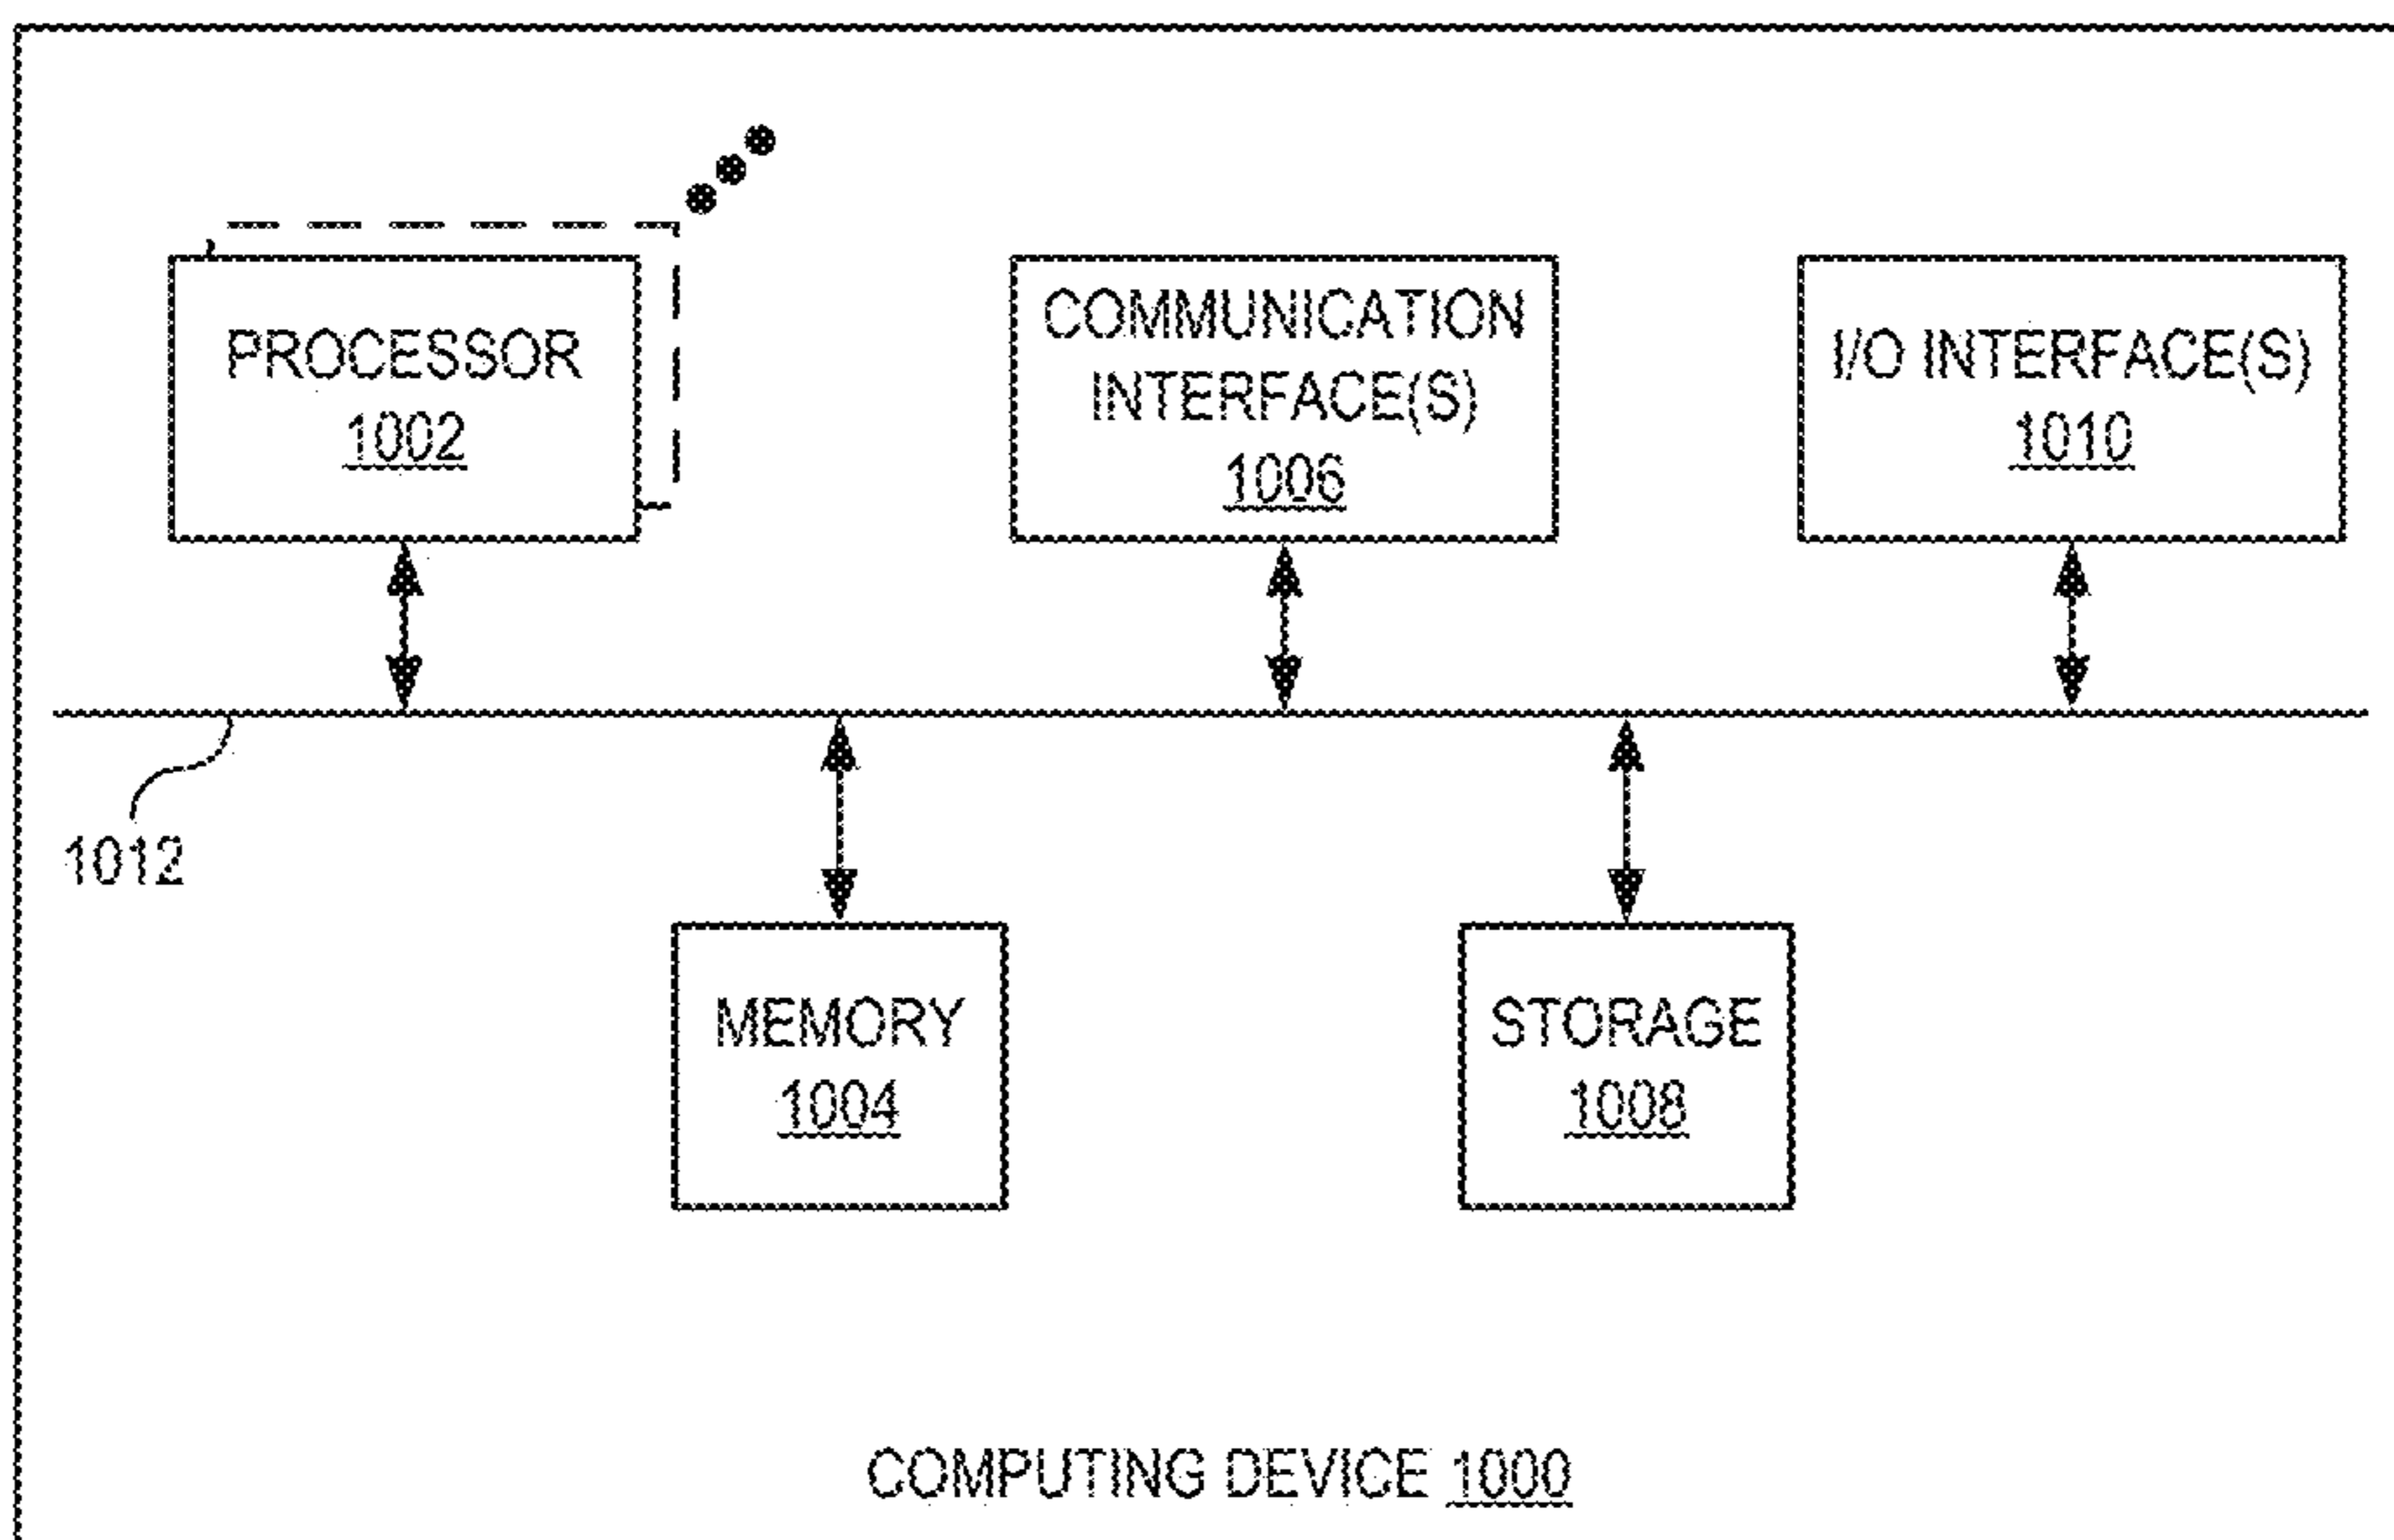 PROCESSOR
1002
COMMUNICATION
INTERFACE(S)
1006
I/O INTERFACE(S)
1010
1012
MEMORY
1004
STORAGE
1008
COMPUTING DEVICE 1000